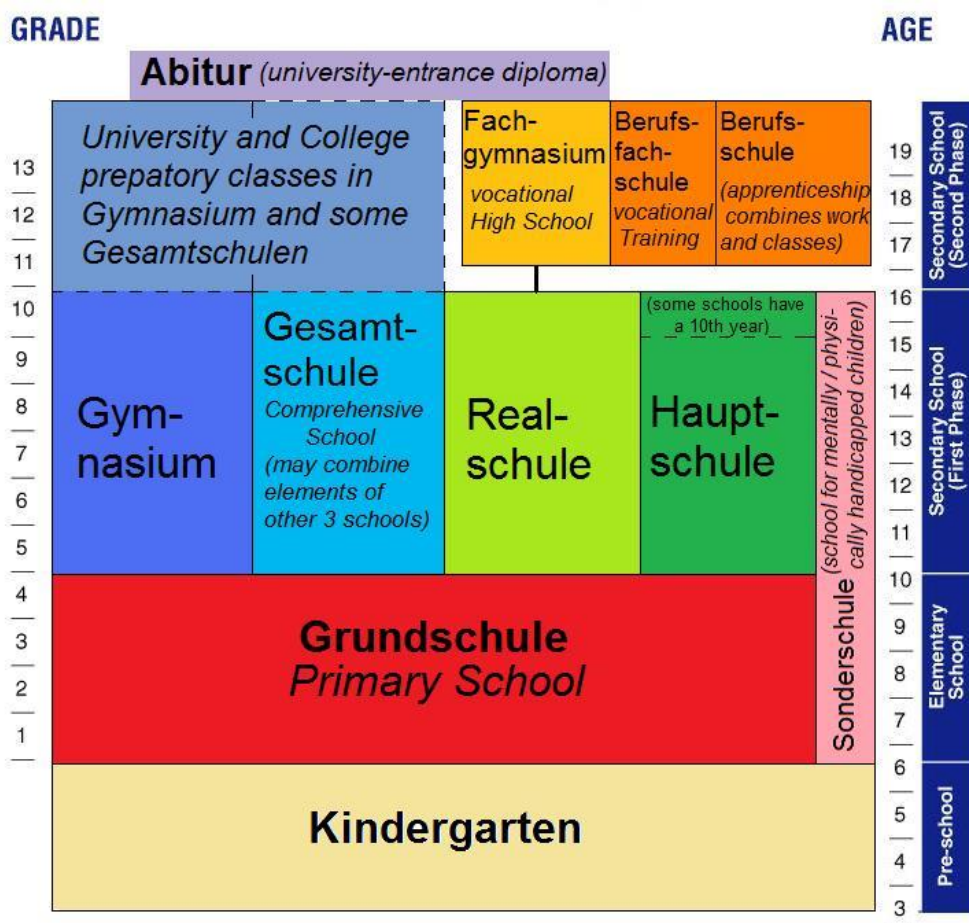 GRADE
AGE
Abitur (university-entrance diploma)
University and College
prepatory classes in
Gymnasium and some
Gesamtschulen
Fach-
gymnasium
vocational
High School
Berufs-
fach-
schule
vocational
Training
Berufs-
schule
(apprenticeship
combines work
and classes)
13
12
11
10
9
8
7
6
5
4
3
2
1
Gym-
nasium
Gesamt-
schule
Comprehensive
School
(may combine
elements of
other 3 schools)
Real-
schule
(some schools have
a 10th year)
Haupt-
schule
Sonderschule (school for mentally / physi-
cally handicapped children)
Grundschule
Primary School
Kindergarten
19
18
17
16
15
14
13
12
11
10
9
8
7
6
5
4
3
Secondary School
(Second Phase)
Secondary School
(First Phase)
Elementary
School
Pre-school